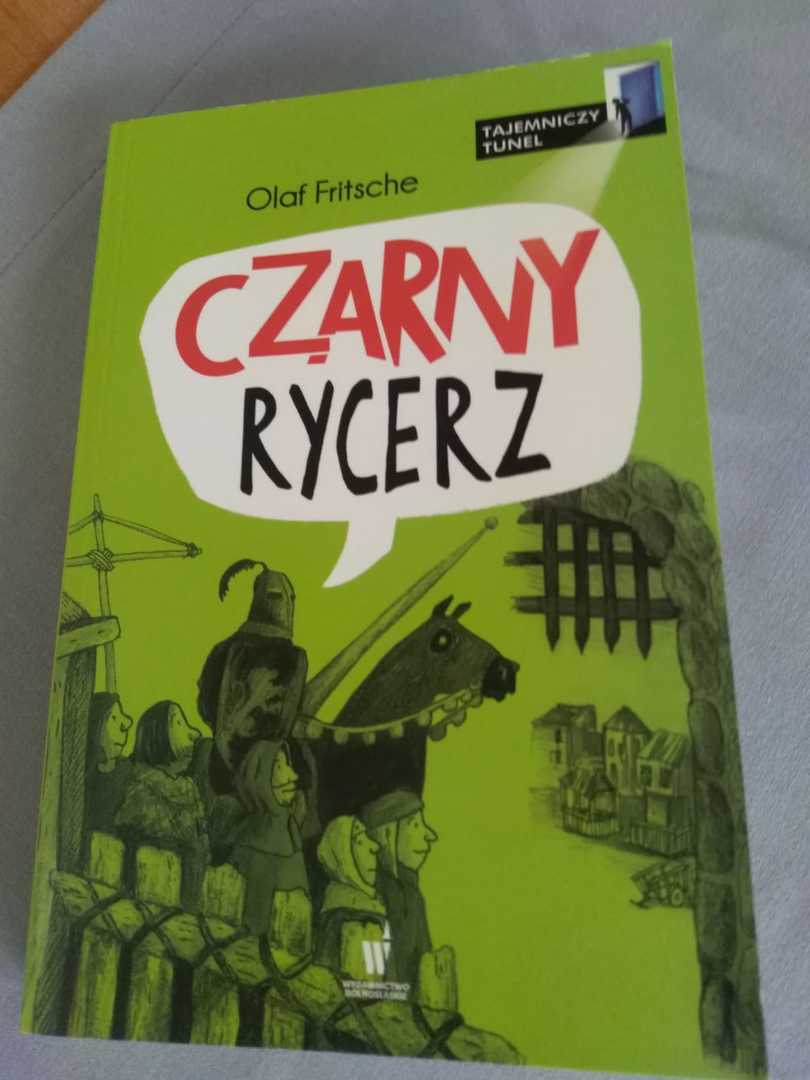 TAJEMNICZY
TUNEL
Olaf Fritsche
CZARNY
RYCERZ
W
WYDAWNICTWO
DOLNOŚLĄSKIE